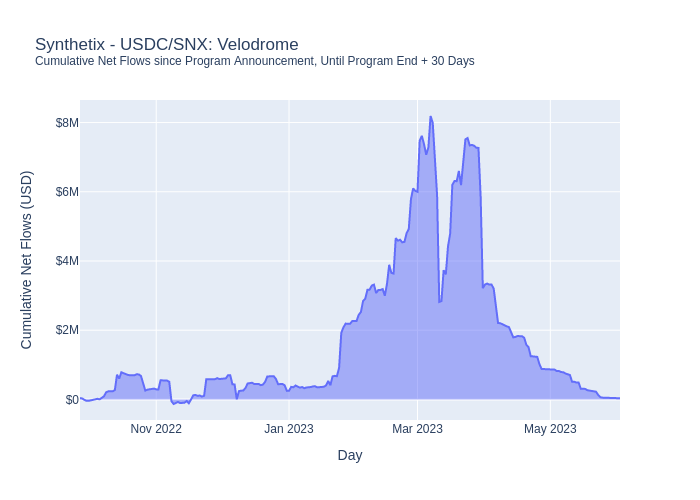 Synthetix - USDC/SNX: Velodrome
Cumulative Net Flows since Program Announcement, Until Program End + 30 Days
Cumulative Net Flows (USD)
$8M
$6M
$4M
$2M
$0
Nov 2022
Jan 2023
Mar 2023
May 2023
Day